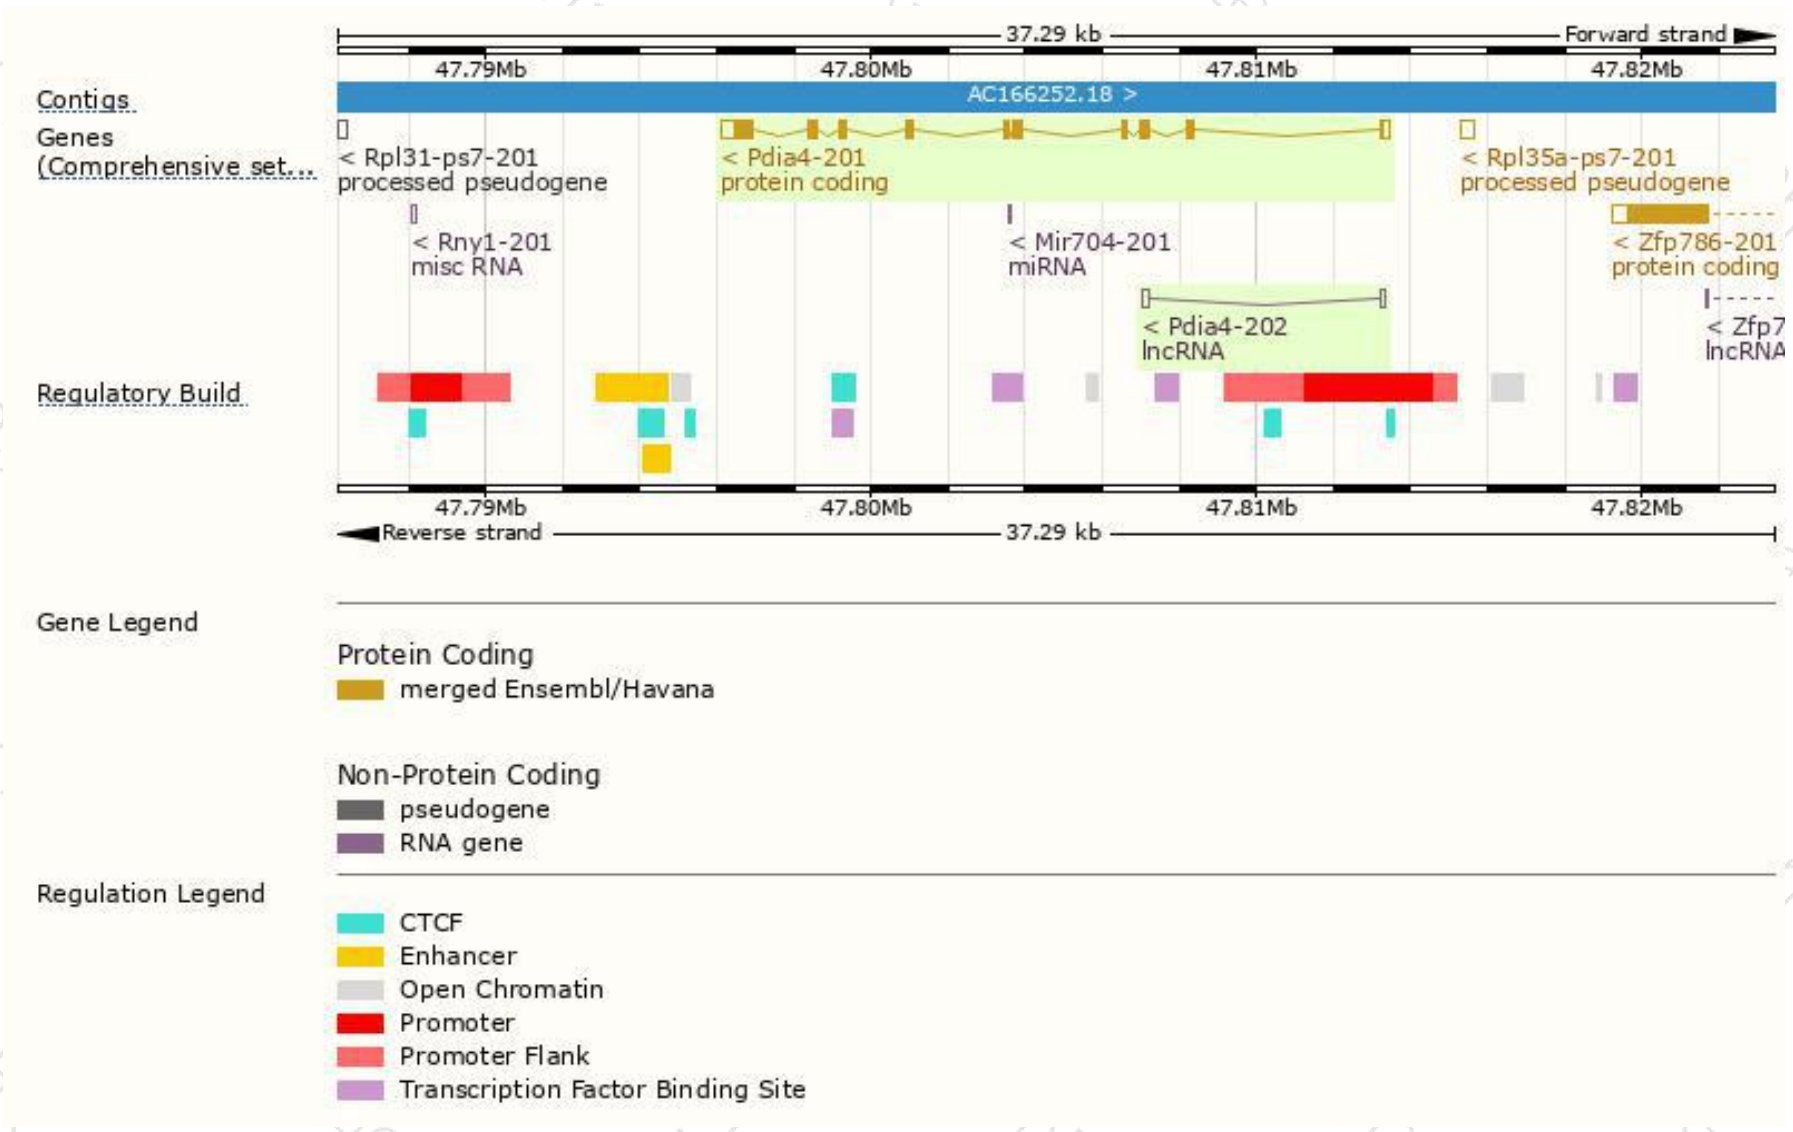 37.29 kb
Forward strand
47.79Mb 47.80Mb 47.81Mb 47.82Mb
Contigs
AC166252.18 >
Genes
(Comprehensive set...
< Rpl31-ps7-201
processed pseudogene
< Pdia4-201
protein coding
< Rpl35a-ps7-201
processed pseudogene
< Rny1-201
misc RNA
< Mir704-201
miRNA
< Zfp786-201
protein coding
< Pdia4-202
lncRNA
< Zfp7
lncRNA
Regulatory Build
47.79Mb 47.80Mb 47.81Mb 47.82Mb
Reverse strand
37.29 kb
Gene Legend
Protein Coding
merged Ensembl/Havana
Non-Protein Coding
pseudogene
RNA gene
Regulation Legend
CTCF
Enhancer
Open Chromatin
Promoter
Promoter Flank
Transcription Factor Binding Site